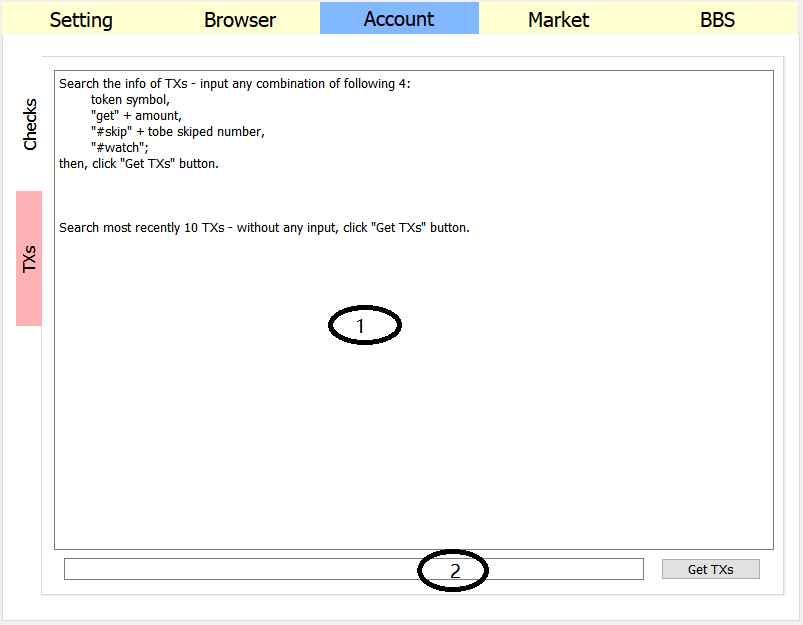 Setting Browser Account Market BBS
Checks
TXs
Search the info of TXs - input any combination of following 4:
token symbol,
"get" + amount,
"#skip" + tobe skiped number,
"#watch";
then, click "Get TXs" button.
Search most recently 10 TXs - without any input, click "Get TXs" button.
1
2
Get TXs